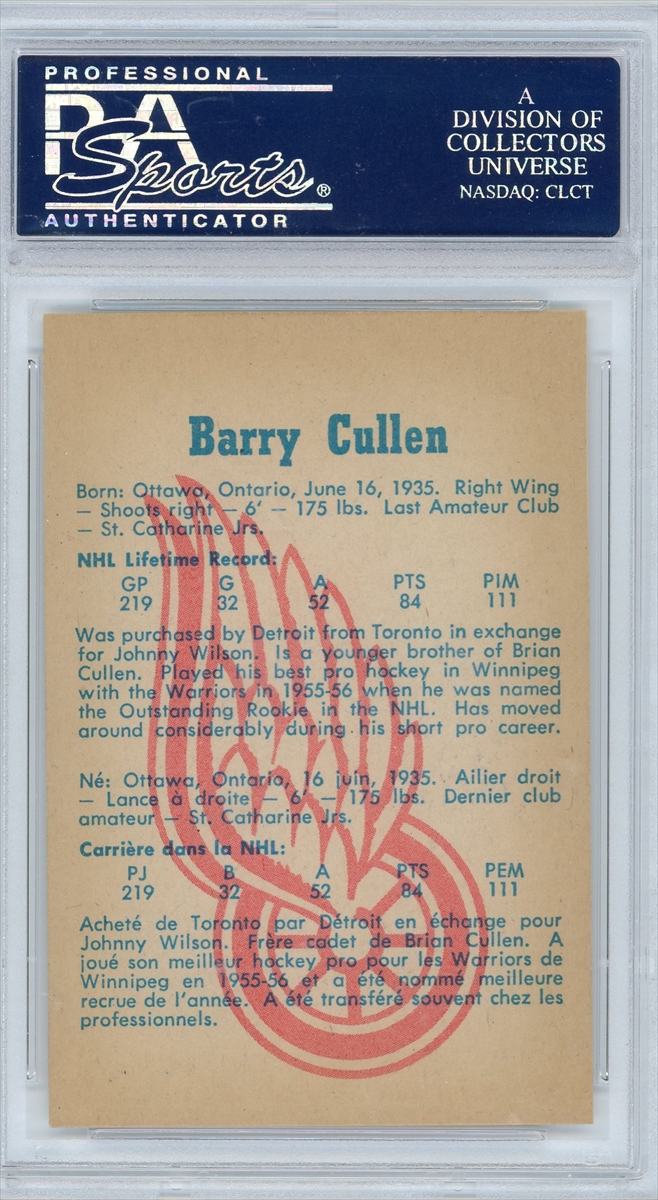 PROFESSIONAL
PSA
Sports®
AUTHENTICATOR
A
DIVISION OF
COLLECTORS
UNIVERSE
NASDAQ: CLCT
Barry Cullen
Born: Ottawa, Ontario, June 16, 1935. Right Wing
— Shoots right — 6' — 175 lbs. Last Amateur Club
— St. Catharine Jrs.
NHL Lifetime Record:
GP G A PTS PIM
219 32 52 84 111
Was purchased by Detroit from Toronto in exchange
for Johnny Wilson. Is a younger brother of Brian
Cullen. Played his best pro hockey in Winnipeg
with the Warriors in 1955-56 when he was named
the Outstanding Rookie in the NHL. Has moved
around considerably during his short pro career.
Né: Ottawa, Ontario, 16 juin, 1935. Ailier droit
— Lance à droite — 6' — 175 lbs. Dernier club
amateur — St. Catharine Jrs.
Carrière dans la NHL:
PJ B A PTS PEM
219 32 52 84 111
Acheté de Toronto par Détroit en échange pour
Johnny Wilson. Frère cadet de Brian Cullen. A
joué son meilleur hockey pro pour les Warriors de
Winnipeg en 1955-56 et a été nommé meilleure
recrue de l'année. A été transféré souvent chez les
professionnels.